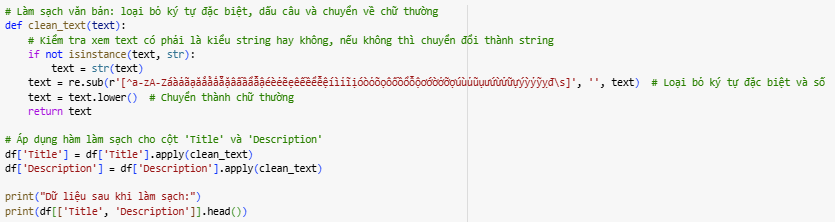 # Làm sạch văn bản: loại bỏ ký tự đặc biệt, dấu câu và chuyển về chữ thường
def clean_text(text):
    # Kiểm tra xem text có phải là kiểu string hay không, nếu không thì chuyển đổi thành string
    if not isinstance(text, str):
        text = str(text)
    text = re.sub(r'[^a-zA-Záàảãạăắằẳẵặâấầẩẫậéèẻẽẹêếềểễệíìỉĩịóòỏõọôốồổỗộơớờởỡợúùủũụưứừửữựýỳỷỹỵđ\s]', '', text)  # Loại bỏ ký tự đặc biệt và số
    text = text.lower()  # Chuyển thành chữ thường
    return text
# Áp dụng hàm làm sạch cho cột 'Title' và 'Description'
df['Title'] = df['Title'].apply(clean_text)
df['Description'] = df['Description'].apply(clean_text)
print("Dữ liệu sau khi làm sạch:")
print(df[['Title', 'Description']].head())